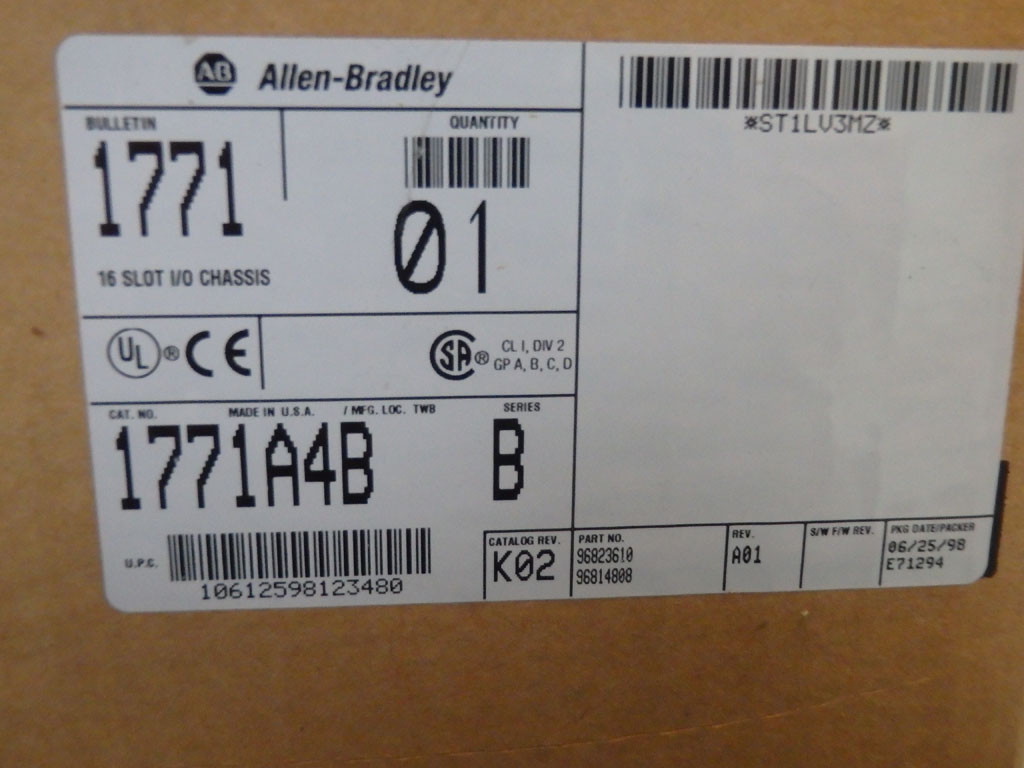 AB Allen-Bradley
*ST1LV3MZ*
BULLETIN
1771
QUANTITY
01
16 SLOT I/O CHASSIS
UL ® CE
SA ® CL I, DIV 2
GP A, B, C, D
CAT. NO. MADE IN U.S.A. / MFG. LOC. TWB
1771A4B
SERIES
B
U.P.C.
10612598123480
CATALOG REV.
K02
PART NO.
96823610
96814808
REV.
A01
S/W F/W REV.
PKG DATE/PACKER
06/25/98
E71294